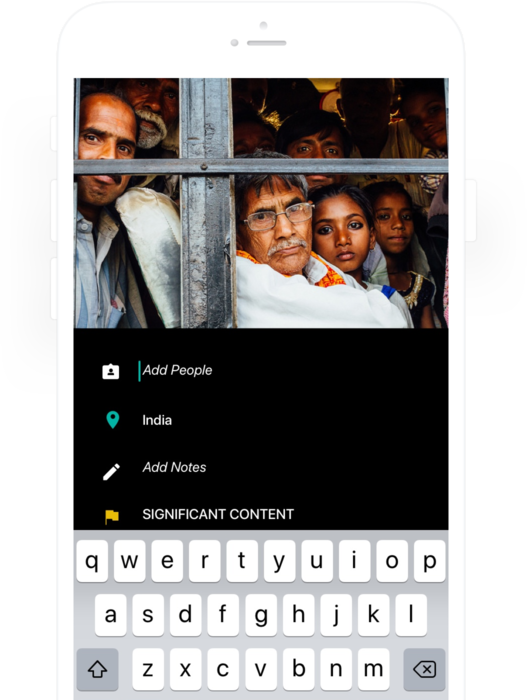 Add People
India
Add Notes
SIGNIFICANT CONTENT
q w e r t y u i o p
a s d f g h j k l
z x c v b n m